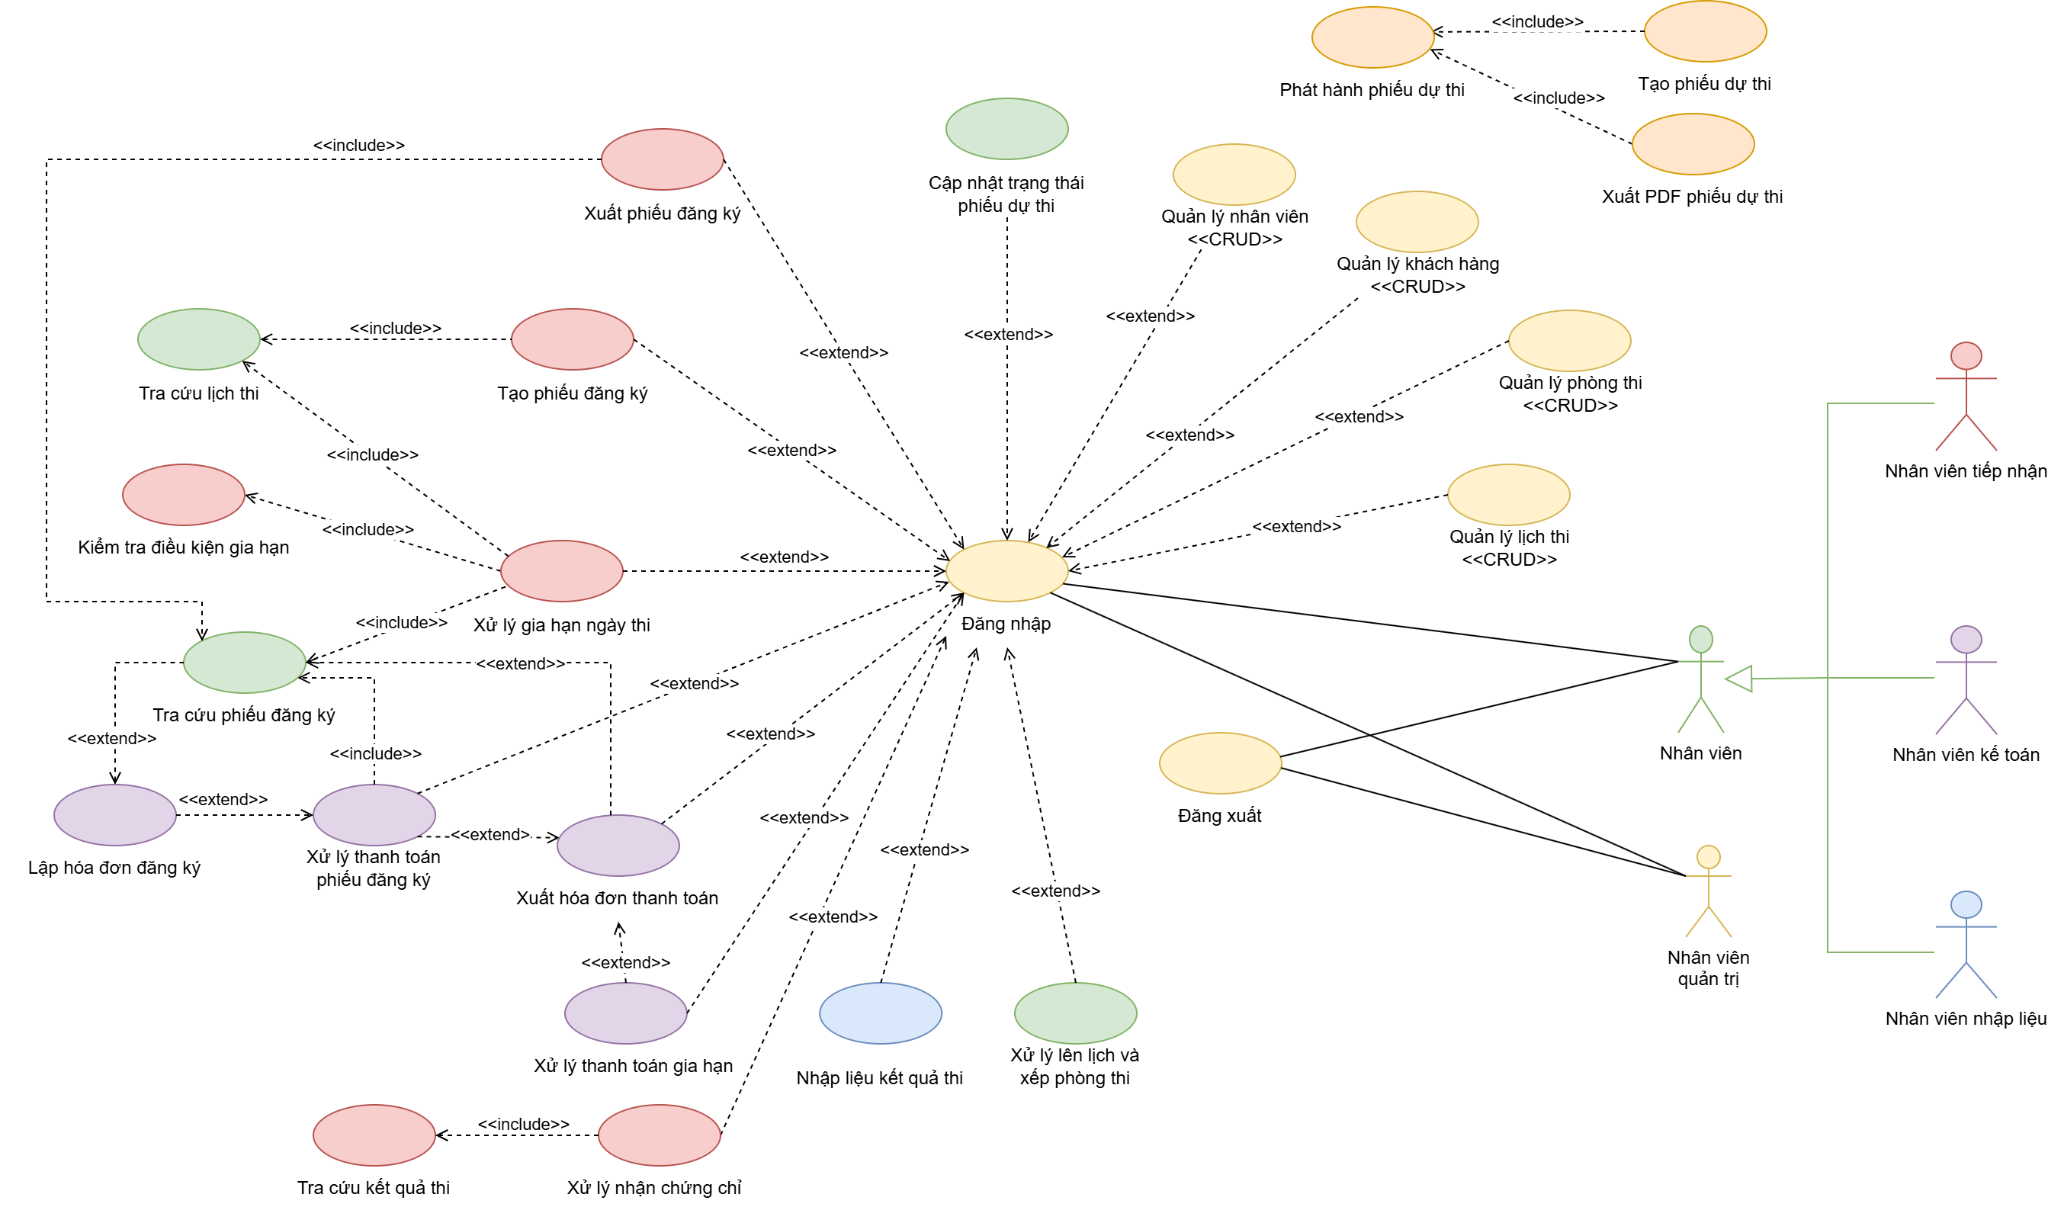 <<include>>
Phát hành phiếu dự thi
Tạo phiếu dự thi
<<include>>
Xuất PDF phiếu dự thi
<<include>>
Xuất phiếu đăng ký
Cập nhật trạng thái
phiếu dự thi
Quản lý nhân viên
<<CRUD>>
Quản lý khách hàng
<<CRUD>>
<<extend>>
<<extend>>
<<extend>>
<<include>>
Tra cứu lịch thi
Tạo phiếu đăng ký
Quản lý phòng thi
<<CRUD>>
<<extend>>
<<extend>>
<<extend>>
<<include>>
Nhân viên tiếp nhận
<<include>>
Kiểm tra điều kiện gia hạn
<<extend>>
<<extend>>
Quản lý lịch thi
<<CRUD>>
<<include>>
Xử lý gia hạn ngày thi
Đăng nhập
<<extend>>
<<extend>>
Tra cứu phiếu đăng ký
<<extend>>
<<include>>
<<extend>>
Nhân viên
Nhân viên kế toán
<<extend>>
<<extend>
<<extend>>
Đăng xuất
Lập hóa đơn đăng ký
Xử lý thanh toán
phiếu đăng ký
<<extend>>
Xuất hóa đơn thanh toán
<<extend>>
<<extend>>
<<extend>>
Nhân viên
quản trị
Nhân viên nhập liệu
Xử lý thanh toán gia hạn
Nhập liệu kết quả thi
Xử lý lên lịch và
xếp phòng thi
<<include>>
Tra cứu kết quả thi
Xử lý nhận chứng chỉ